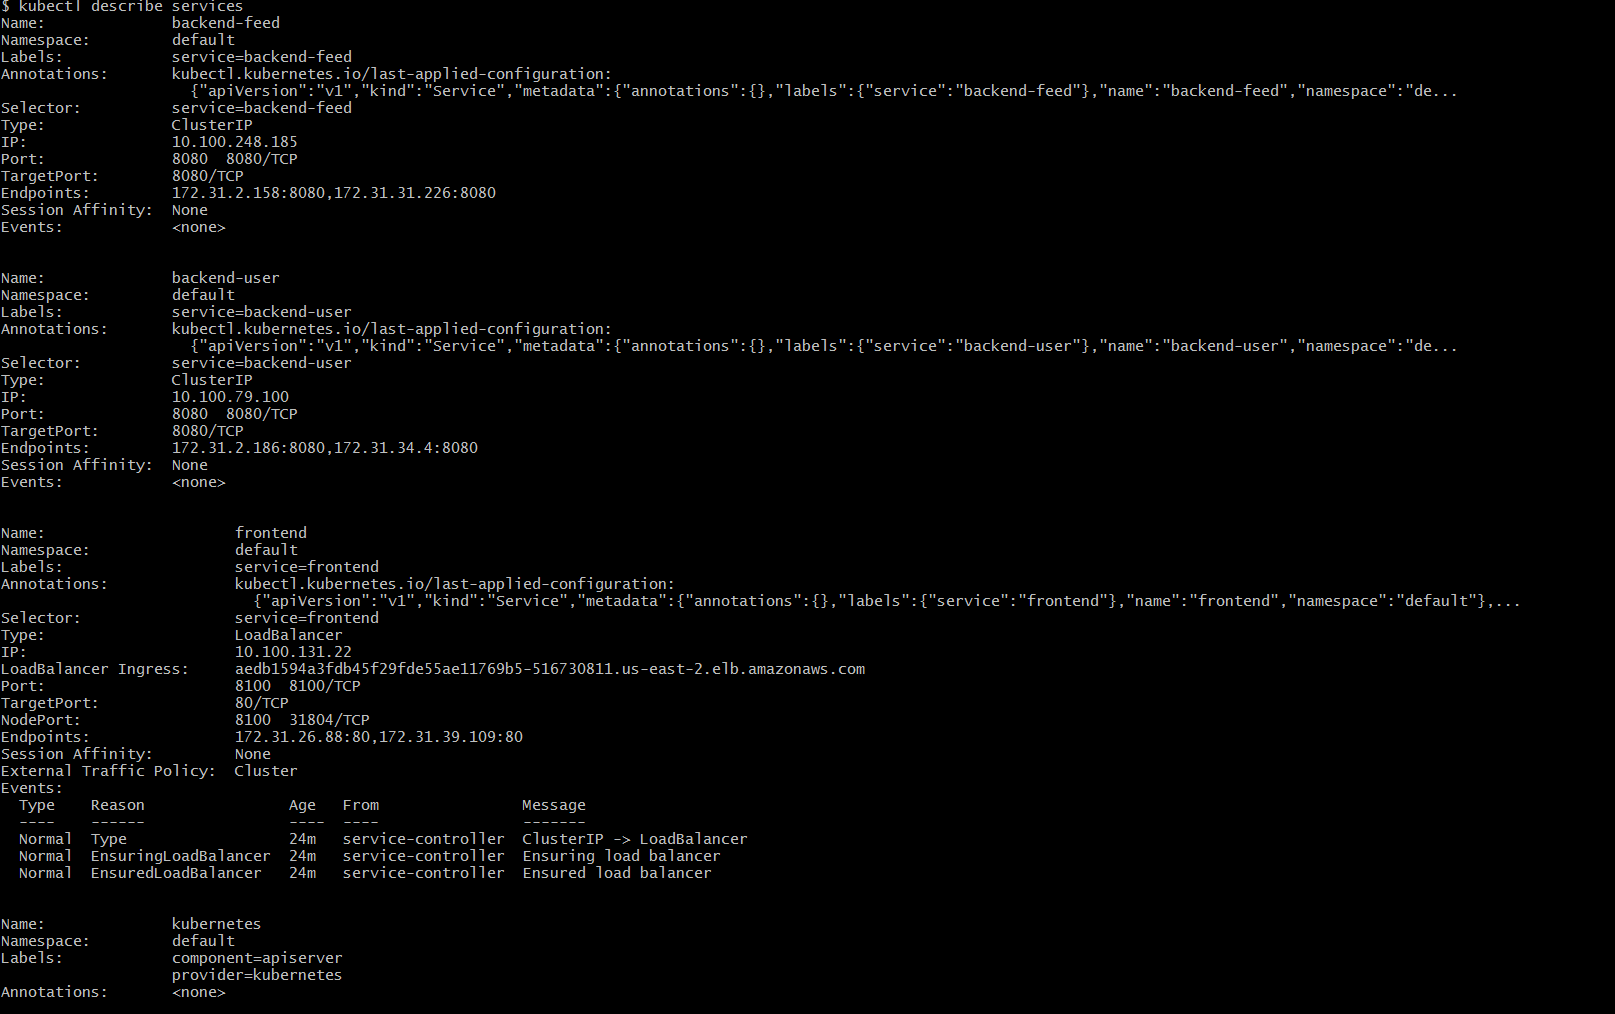 $ kubectl describe services
Name:              backend-feed
Namespace:         default
Labels:            service=backend-feed
Annotations:       kubectl.kubernetes.io/last-applied-configuration:
                     {"apiVersion":"v1","kind":"Service","metadata":{"annotations":{},"labels":{"service":"backend-feed"},"name":"backend-feed","namespace":"de...
Selector:          service=backend-feed
Type:              ClusterIP
IP:                10.100.248.185
Port:              8080  8080/TCP
TargetPort:        8080/TCP
Endpoints:         172.31.2.158:8080,172.31.31.226:8080
Session Affinity:  None
Events:            <none>

Name:              backend-user
Namespace:         default
Labels:            service=backend-user
Annotations:       kubectl.kubernetes.io/last-applied-configuration:
                     {"apiVersion":"v1","kind":"Service","metadata":{"annotations":{},"labels":{"service":"backend-user"},"name":"backend-user","namespace":"de...
Selector:          service=backend-user
Type:              ClusterIP
IP:                10.100.79.100
Port:              8080  8080/TCP
TargetPort:        8080/TCP
Endpoints:         172.31.2.186:8080,172.31.34.4:8080
Session Affinity:  None
Events:            <none>

Name:                     frontend
Namespace:                default
Labels:                   service=frontend
Annotations:              kubectl.kubernetes.io/last-applied-configuration:
                            {"apiVersion":"v1","kind":"Service","metadata":{"annotations":{},"labels":{"service":"frontend"},"name":"frontend","namespace":"default"},...
Selector:                 service=frontend
Type:                     LoadBalancer
IP:                       10.100.131.22
LoadBalancer Ingress:     aedb1594a3fdb45f29fde55ae11769b5-516730811.us-east-2.elb.amazonaws.com
Port:                     8100  8100/TCP
TargetPort:               80/TCP
NodePort:                 8100  31804/TCP
Endpoints:                172.31.26.88:80,172.31.39.109:80
Session Affinity:         None
External Traffic Policy:  Cluster
Events:
  Type    Reason                Age   From                Message
  ----    ------                ----  ----                -------
  Normal  Type                  24m   service-controller  ClusterIP -> LoadBalancer
  Normal  EnsuringLoadBalancer  24m   service-controller  Ensuring load balancer
  Normal  EnsuredLoadBalancer   24m   service-controller  Ensured load balancer

Name:              kubernetes
Namespace:         default
Labels:            component=apiserver
                   provider=kubernetes
Annotations:       <none>